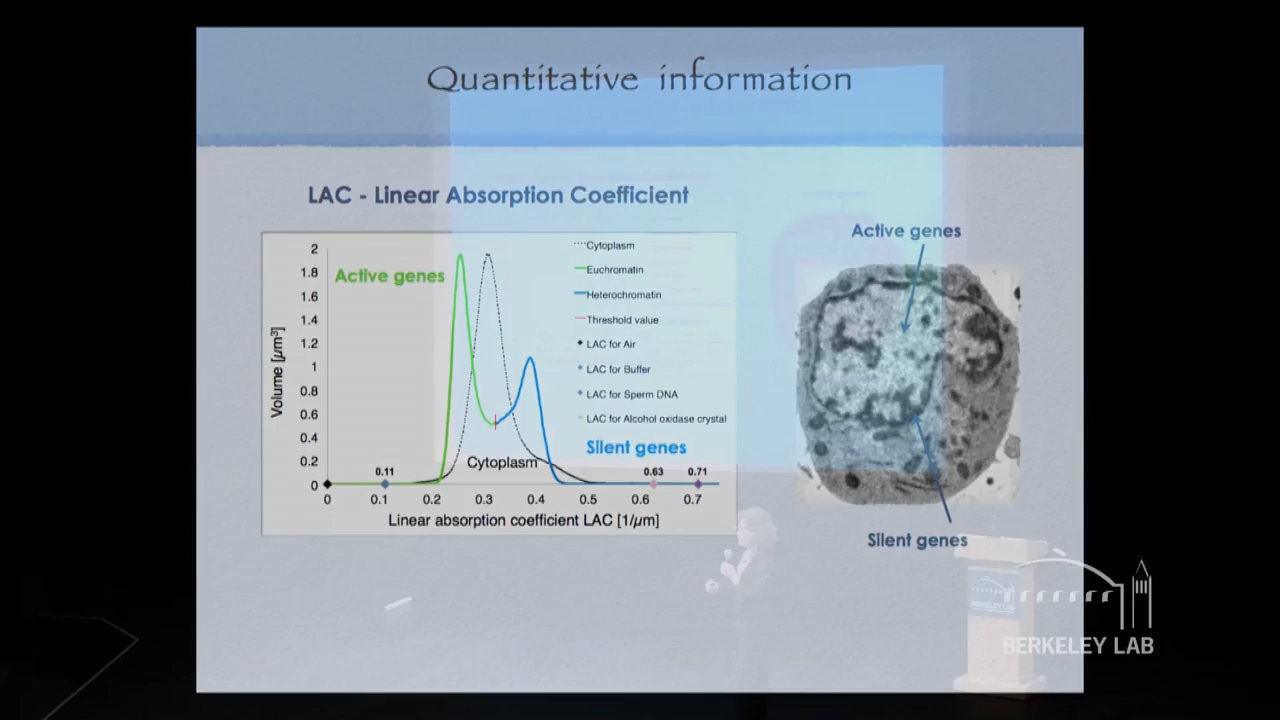 Quantitative information
LAC - Linear Absorption Coefficient
Active genes
Volume [µm³]
2
1.8
1.6
1.4
1.2
1
0.8
0.6
0.4
0.2
0
Cytoplasm
Euchromatin
Heterochromatin
Threshold value
LAC for Air
LAC for Buffer
LAC for Sperm DNA
LAC for Alcohol oxidase crystal
Silent genes
Cytoplasm
0.11
0.63
0.71
0
0.1
0.2
0.3
0.4
0.5
0.6
0.7
Linear absorption coefficient LAC [1/µm]
Active genes
Silent genes
BERKELEY LAB
BERKELEY LAB